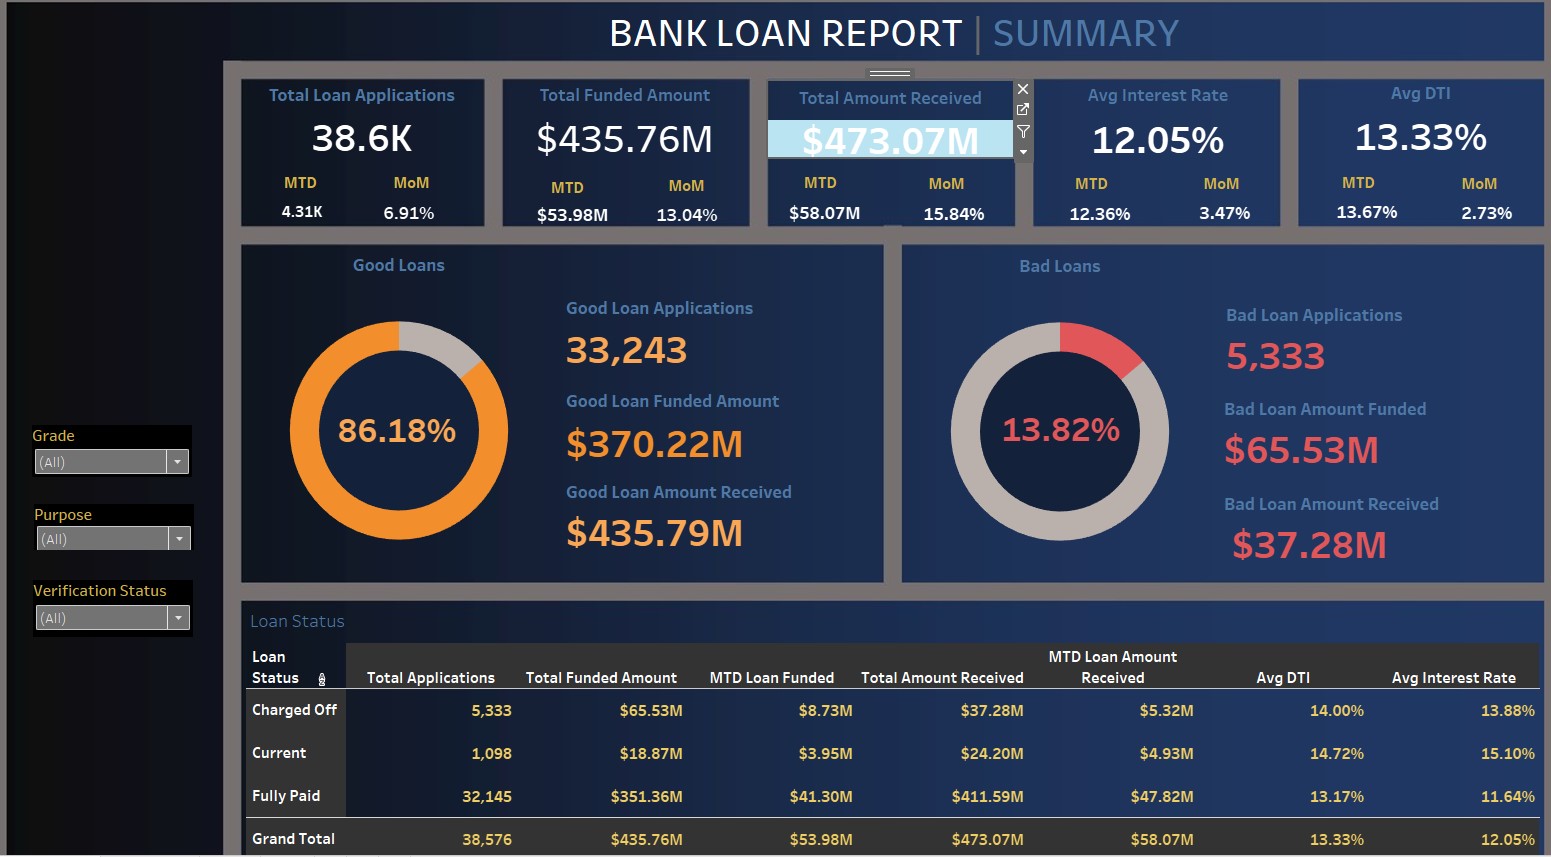 BANK LOAN REPORT | SUMMARY
Total Loan Applications
38.6K
MTD MoM
4.31K 6.91%
Total Funded Amount
$435.76M
MTD MoM
$53.98M 13.04%
Total Amount Received
$473.07M
MTD MoM
$58.07M 15.84%
Avg Interest Rate
12.05%
MTD MoM
12.36% 3.47%
Avg DTI
13.33%
MTD MoM
13.67% 2.73%
Grade
(All)
Purpose
(All)
Verification Status
(All)
Good Loans
86.18%
Good Loan Applications
33,243
Good Loan Funded Amount
$370.22M
Good Loan Amount Received
$435.79M
Bad Loans
13.82%
Bad Loan Applications
5,333
Bad Loan Amount Funded
$65.53M
Bad Loan Amount Received
$37.28M
Loan Status
Loan Status Total Applications Total Funded Amount MTD Loan Funded Total Amount Received MTD Loan Amount Received Avg DTI Avg Interest Rate
Charged Off 5,333 $65.53M $8.73M $37.28M $5.32M 14.00% 13.88%
Current 1,098 $18.87M $3.95M $24.20M $4.93M 14.72% 15.10%
Fully Paid 32,145 $351.36M $41.30M $411.59M $47.82M 13.17% 11.64%
Grand Total 38,576 $435.76M $53.98M $473.07M $58.07M 13.33% 12.05%